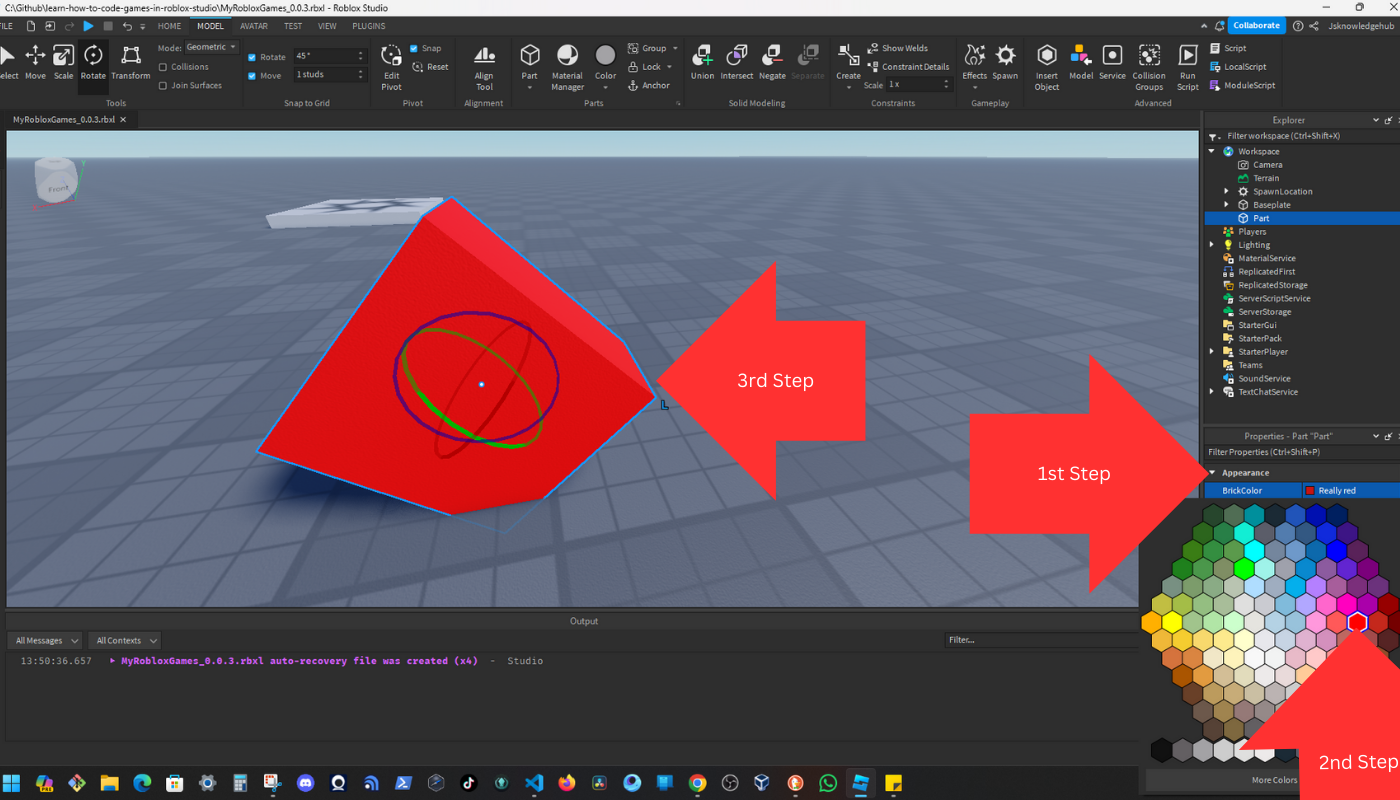 C:\Github\learn-how-to-code-games-in-roblox-studio\MyRobloxGames_0.0.3.rbxl - Roblox Studio
FILE HOME MODEL AVATAR TEST VIEW PLUGINS Collaborate Jsknowledgehub
Select Move Scale Rotate Transform
Mode: Geometric
Collisions
Join Surfaces
Tools
Rotate 45°
Move 1 studs
Snap to Grid
Edit Pivot
Snap
Reset
Pivot
Align Tool
Alignment
Part Material Manager Color
Group
Lock
Anchor
Parts
Union Intersect Negate Separate
Solid Modeling
Create
Show Welds
Constraint Details
Scale 1 x
Constraints
Effects Spawn
Gameplay
Insert Object Model Service Collision Groups Run Script
Script
LocalScript
ModuleScript
Advanced
MyRobloxGames_0.0.3.rbxl
Front
Y
3rd Step
1st Step
2nd Step
Explorer
Filter workspace (Ctrl+Shift+X)
Workspace
Camera
Terrain
SpawnLocation
Baseplate
Part
Players
Lighting
MaterialService
ReplicatedFirst
ReplicatedStorage
ServerScriptService
ServerStorage
StarterGui
StarterPack
StarterPlayer
Teams
SoundService
TextChatService
Properties - Part "Part"
Filter Properties (Ctrl+Shift+P)
Appearance
BrickColor Really red
More Colors
Output
All Messages All Contexts Filter...
13:50:36.657 MyRobloxGames_0.0.3.rbxl auto-recovery file was created (x4) - Studio
PRE